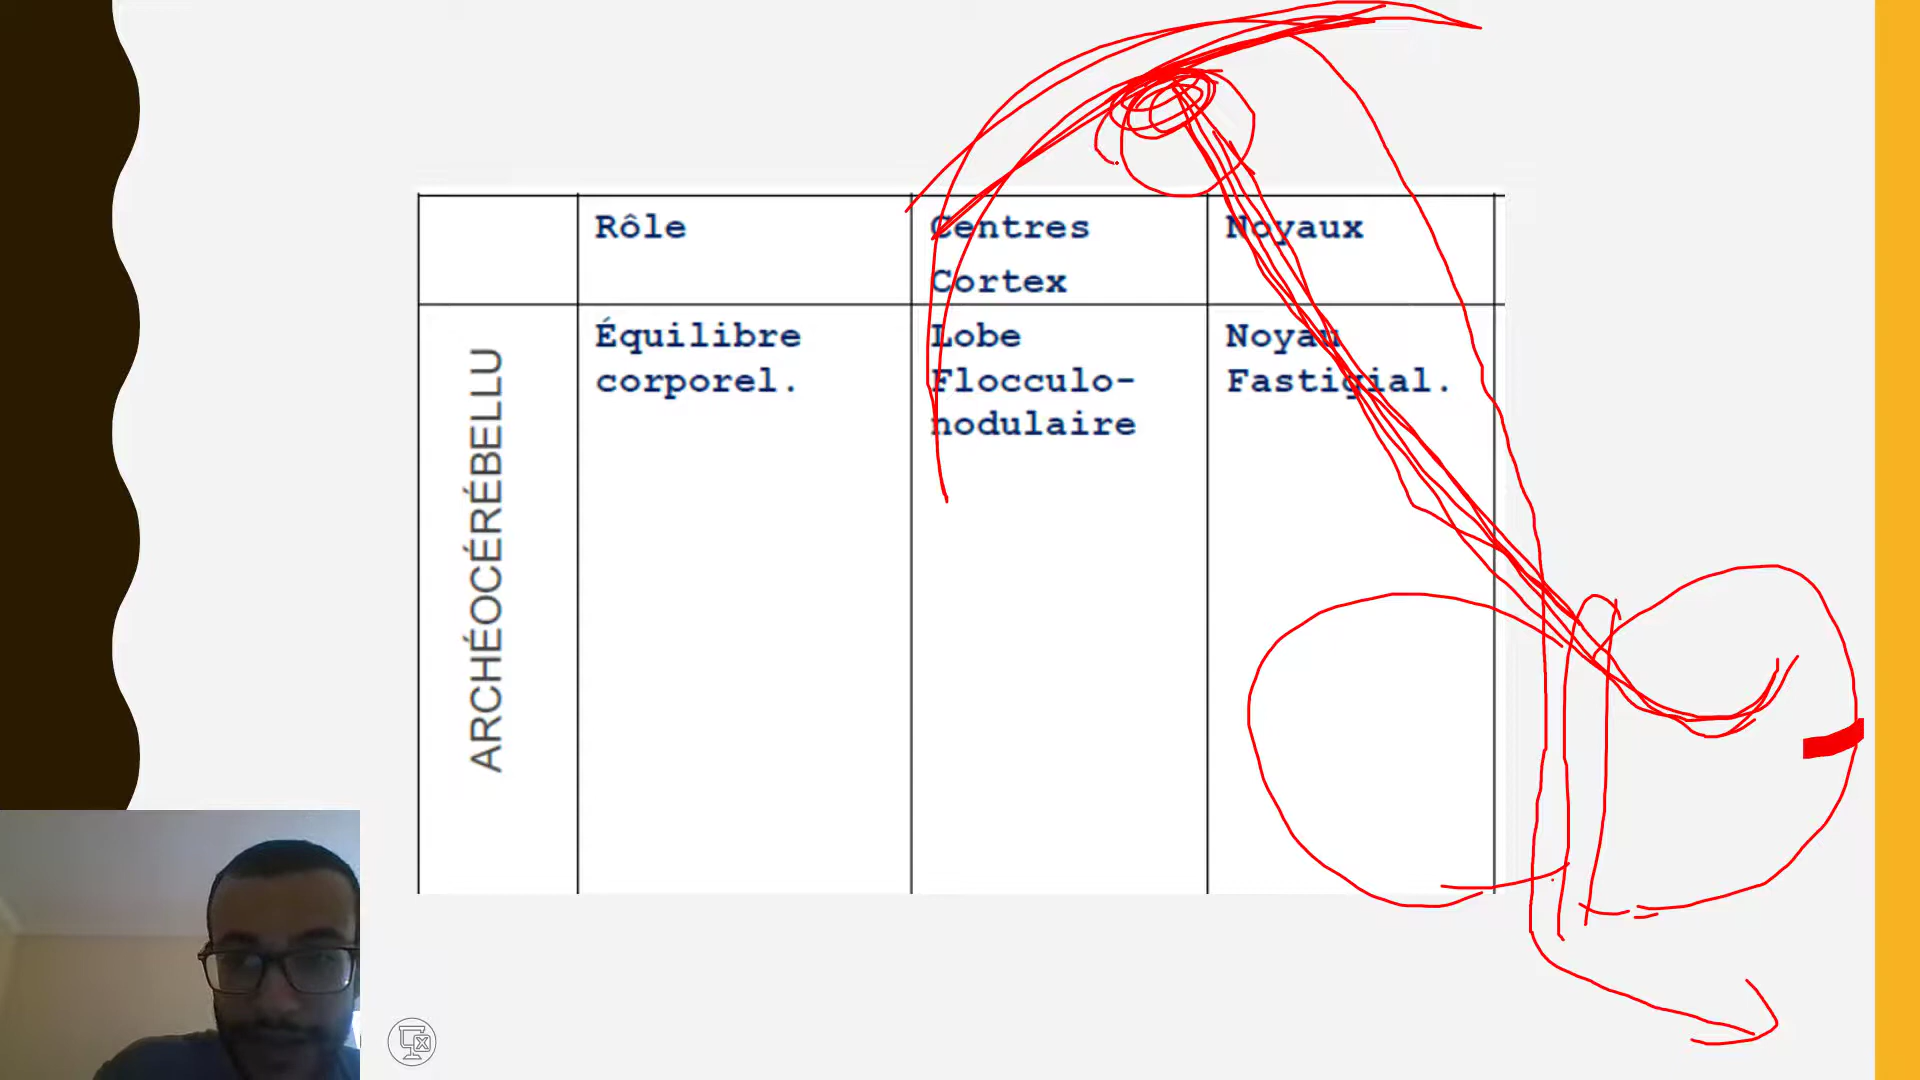 Rôle
Centres
Cortex
Noyaux
ARCHÉOCÉRÉBELLU
Équilibre
corporel.
Lobe
Flocculo-
nodulaire
Noyau
Fastigial.